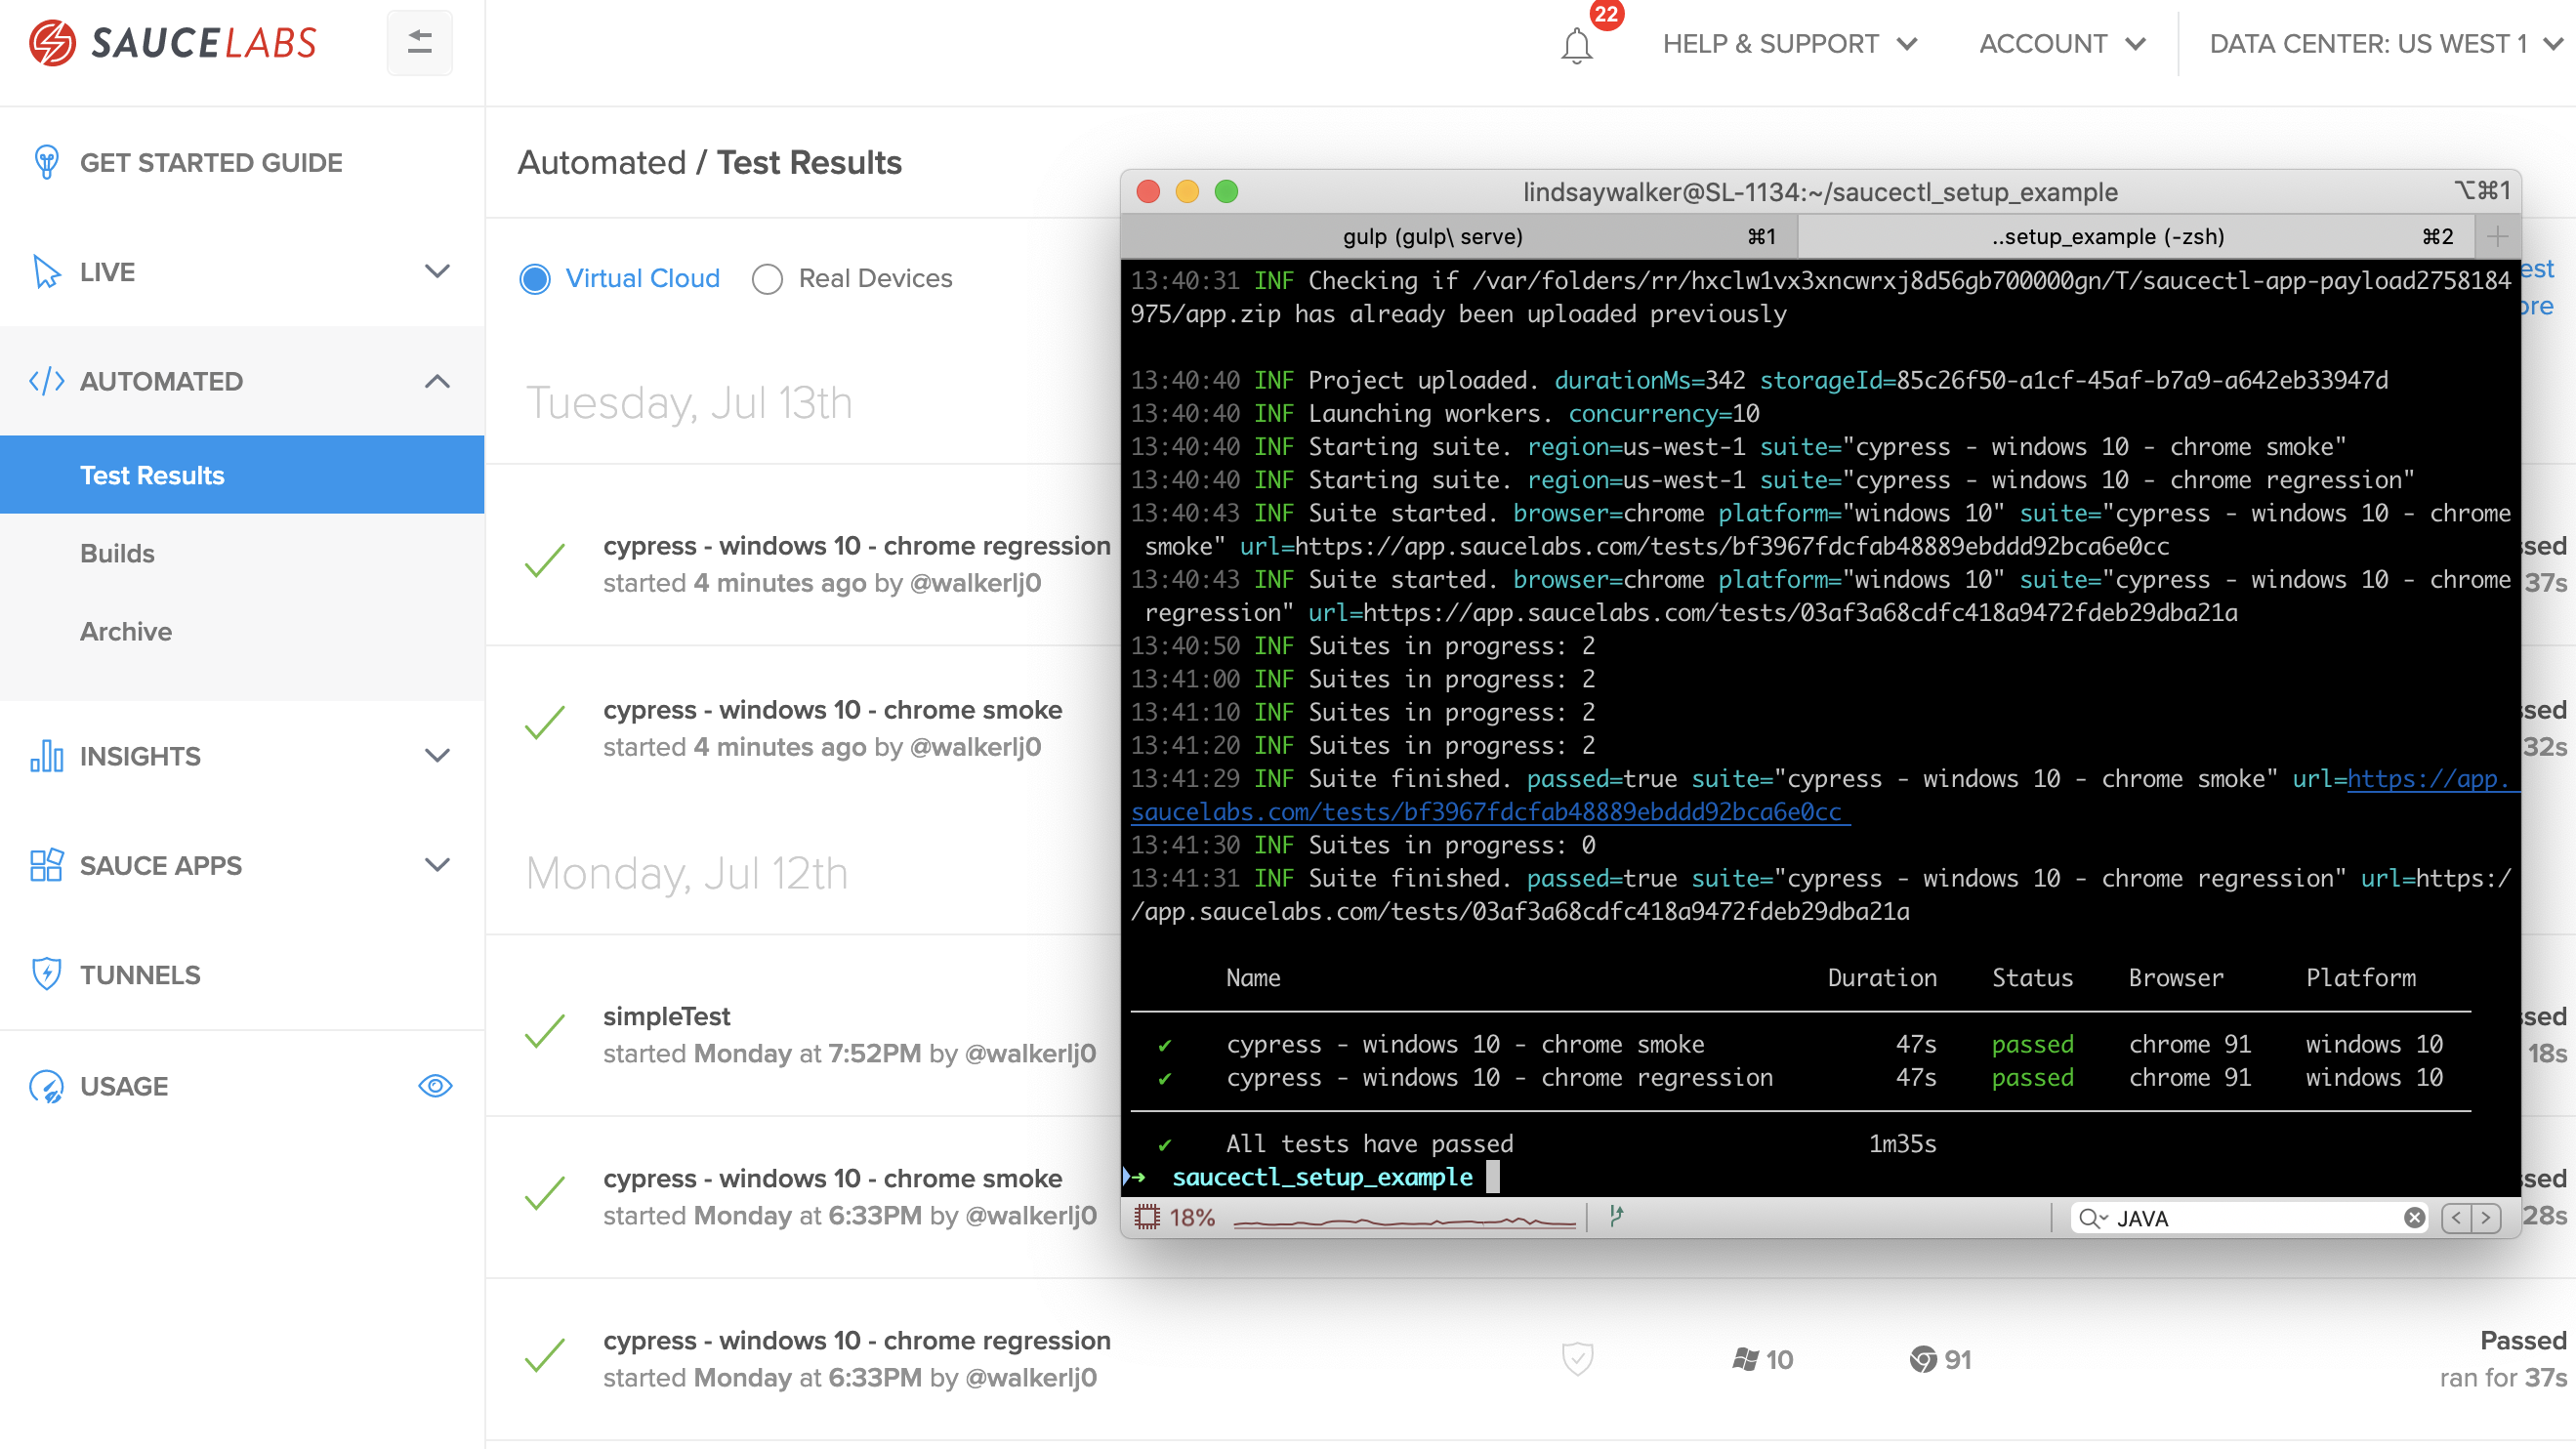 SAUCELABS
22
HELP & SUPPORT
ACCOUNT
DATA CENTER: US WEST 1
GET STARTED GUIDE
LIVE
AUTOMATED
Test Results
Builds
Archive
INSIGHTS
SAUCE APPS
TUNNELS
USAGE
Automated / Test Results
Virtual Cloud
Real Devices
est
ore
Tuesday, Jul 13th
cypress - windows 10 - chrome regression
started 4 minutes ago by @walkerlj0
ssed
37s
cypress - windows 10 - chrome smoke
started 4 minutes ago by @walkerlj0
ssed
32s
Monday, Jul 12th
simpleTest
started Monday at 7:52PM by @walkerlj0
ssed
18s
cypress - windows 10 - chrome smoke
started Monday at 6:33PM by @walkerlj0
ssed
28s
cypress - windows 10 - chrome regression
started Monday at 6:33PM by @walkerlj0
10
91
Passed
ran for 37s
lindsaywalker@SL-1134:~/saucectl_setup_example
⌥⌘1
gulp (gulp\ serve) ⌘1
..setup_example (-zsh) ⌘2
13:40:31 INF Checking if /var/folders/rr/hxclw1vx3xncwrxj8d56gb700000gn/T/saucectl-app-payload2758184
975/app.zip has already been uploaded previously
13:40:40 INF Project uploaded. durationMs=342 storageId=85c26f50-a1cf-45af-b7a9-a642eb33947d
13:40:40 INF Launching workers. concurrency=10
13:40:40 INF Starting suite. region=us-west-1 suite="cypress - windows 10 - chrome smoke"
13:40:40 INF Starting suite. region=us-west-1 suite="cypress - windows 10 - chrome regression"
13:40:43 INF Suite started. browser=chrome platform="windows 10" suite="cypress - windows 10 - chrome
smoke" url=https://app.saucelabs.com/tests/bf3967fdcfab48889ebddd92bca6e0cc
13:40:43 INF Suite started. browser=chrome platform="windows 10" suite="cypress - windows 10 - chrome
regression" url=https://app.saucelabs.com/tests/03af3a68cdfc418a9472fdeb29dba21a
13:40:50 INF Suites in progress: 2
13:41:00 INF Suites in progress: 2
13:41:10 INF Suites in progress: 2
13:41:20 INF Suites in progress: 2
13:41:29 INF Suite finished. passed=true suite="cypress - windows 10 - chrome smoke" url=https://app.
saucelabs.com/tests/bf3967fdcfab48889ebddd92bca6e0cc
13:41:30 INF Suites in progress: 0
13:41:31 INF Suite finished. passed=true suite="cypress - windows 10 - chrome regression" url=https:/
/app.saucelabs.com/tests/03af3a68cdfc418a9472fdeb29dba21a
Name Duration Status Browser Platform
✔ cypress - windows 10 - chrome smoke 47s passed chrome 91 windows 10
✔ cypress - windows 10 - chrome regression 47s passed chrome 91 windows 10
✔ All tests have passed 1m35s
➜ saucectl_setup_example
18%
JAVA